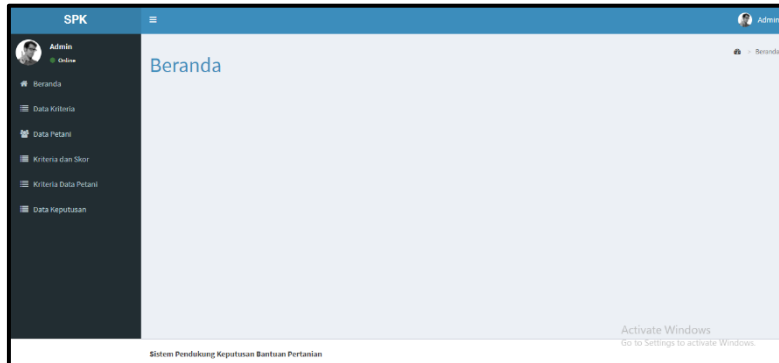 SPK
Admin
Admin
Online
Beranda
Beranda
Beranda
Data Kriteria
Data Petani
Kriteria dan Skor
Kriteria Data Petani
Data Keputusan
Activate Windows
Go to Settings to activate Windows.
Sistem Pendukung Keputusan Bantuan Pertanian